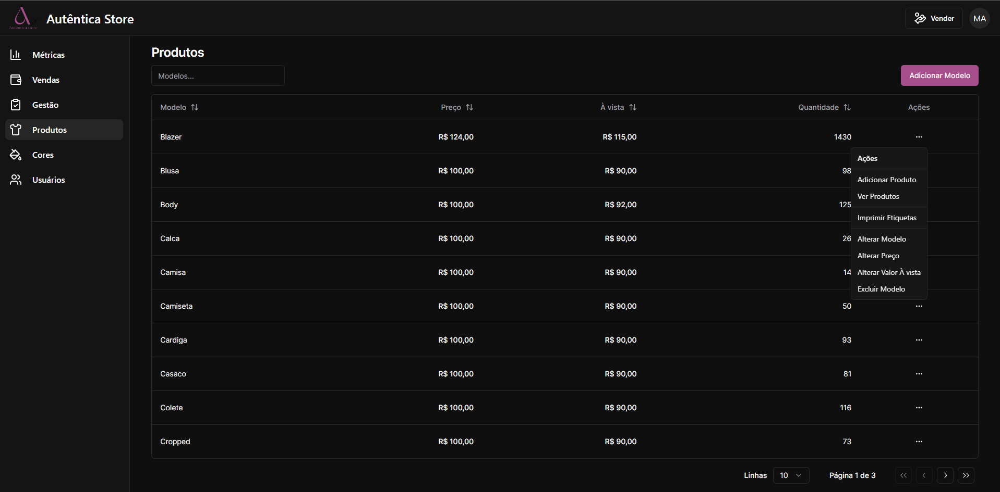 Autêntica Store
Autêntica Store
Vender
MA
Métricas
Vendas
Gestão
Produtos
Cores
Usuários
Produtos
Modelos...
Adicionar Modelo
Modelo Preço À vista Quantidade Ações
Blazer R$ 124,00 R$ 115,00 1430 ...
Blusa R$ 100,00 R$ 90,00 98
Body R$ 100,00 R$ 92,00 125
Calca R$ 100,00 R$ 90,00 26
Camisa R$ 100,00 R$ 90,00 14
Camiseta R$ 100,00 R$ 90,00 50 ...
Cardiga R$ 100,00 R$ 90,00 93 ...
Casaco R$ 100,00 R$ 90,00 81 ...
Colete R$ 100,00 R$ 90,00 116 ...
Cropped R$ 100,00 R$ 90,00 73 ...
Ações
Adicionar Produto
Ver Produtos
Imprimir Etiquetas
Alterar Modelo
Alterar Preço
Alterar Valor À vista
Excluir Modelo
Linhas 10 Página 1 de 3